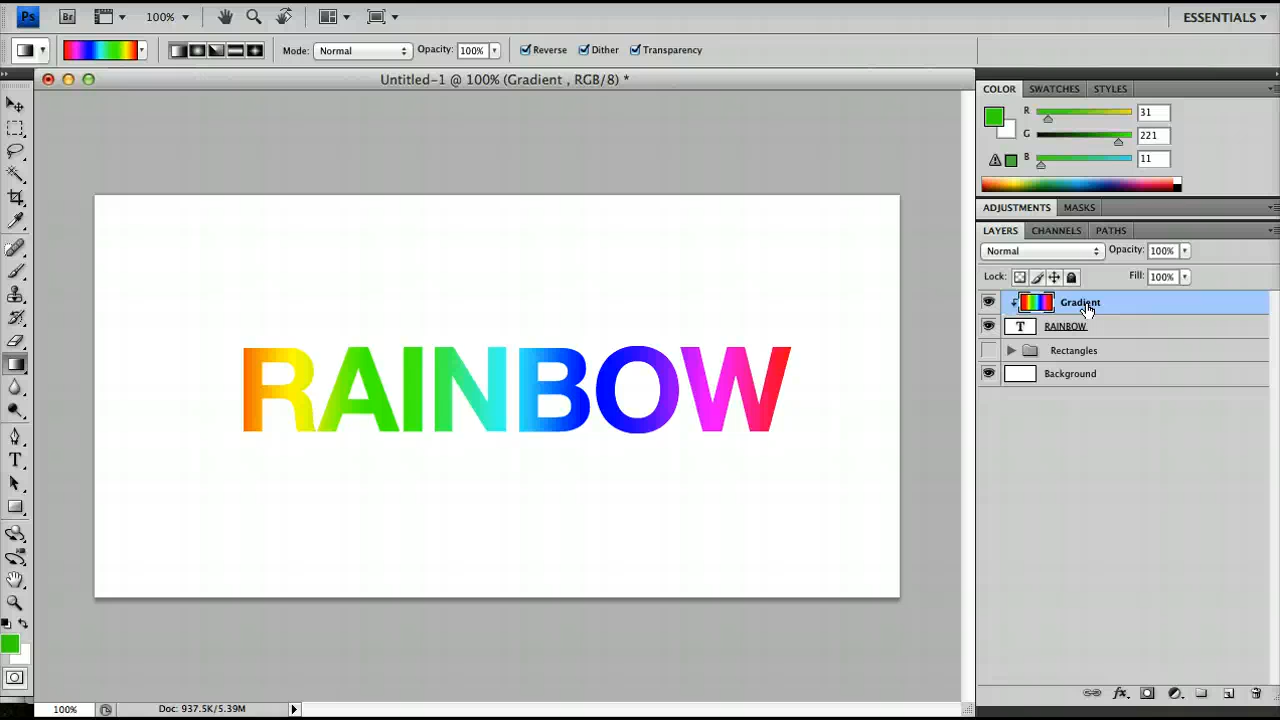 Ps Br 100% ESSENTIALS
Mode: Normal Opacity: 100% Reverse Dither Transparency
Untitled-1 @ 100% (Gradient , RGB/8) *
COLOR SWATCHES STYLES
R 31
G 221
B 11
ADJUSTMENTS MASKS
LAYERS CHANNELS PATHS
Normal Opacity: 100%
Lock: Fill: 100%
Gradient
T RAINBOW
Rectangles
Background
RAINBOW
T
fx
100% Doc: 937.5K/5.39M